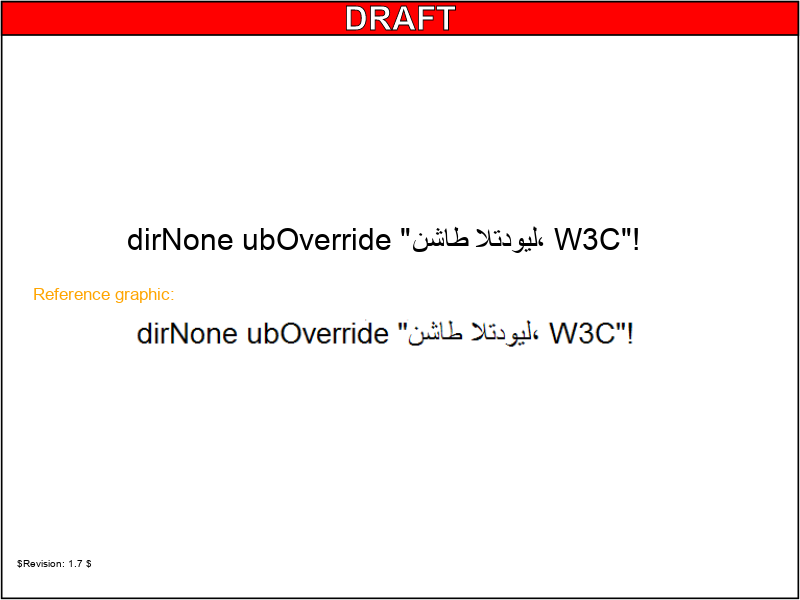 DRAFT
dirNone ubOverride "،ليودتلا طاشن W3C"!
Reference graphic:
dirNone ubOverride "،ليودتلا طاشن W3C"!
$Revision: 1.7 $